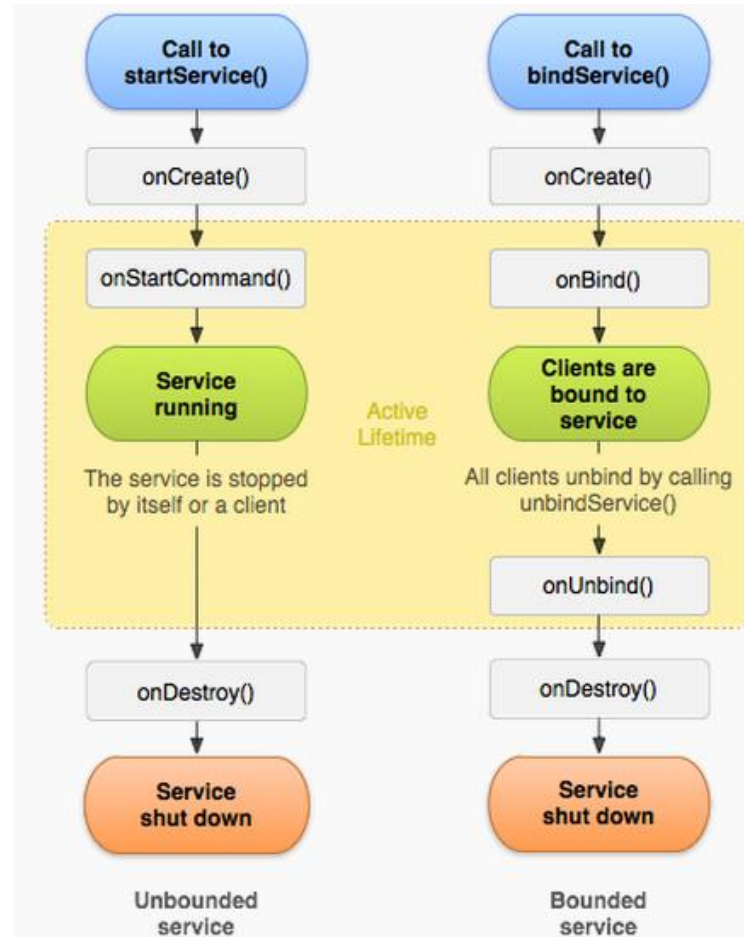 Call to
startService()
onCreate()
onStartCommand()
Service
running
The service is stopped
by itself or a client
onDestroy()
Service
shut down
Unbounded
service
Active
Lifetime
Call to
bindService()
onCreate()
onBind()
Clients are
bound to
service
All clients unbind by calling
unbindService()
onUnbind()
onDestroy()
Service
shut down
Bounded
service